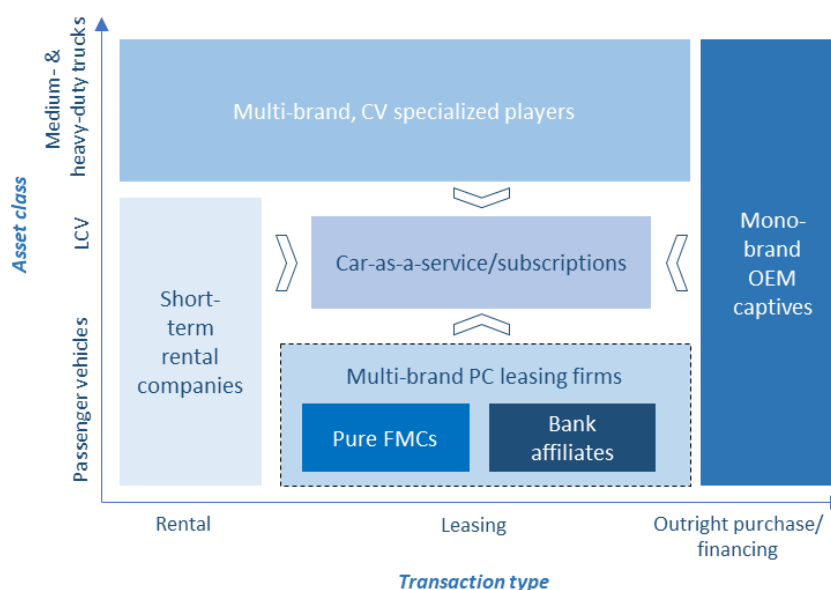 Medium- &
heavy-duty trucks
Multi-brand, CV specialized players
Asset class
LCV
Car-as-a-service/subscriptions
Mono-
brand
OEM
captives
Short-
term
rental
companies
Passenger vehicles
Multi-brand PC leasing firms
Pure FMCs
Bank
affiliates
Rental
Leasing
Outright purchase/
financing
Transaction type